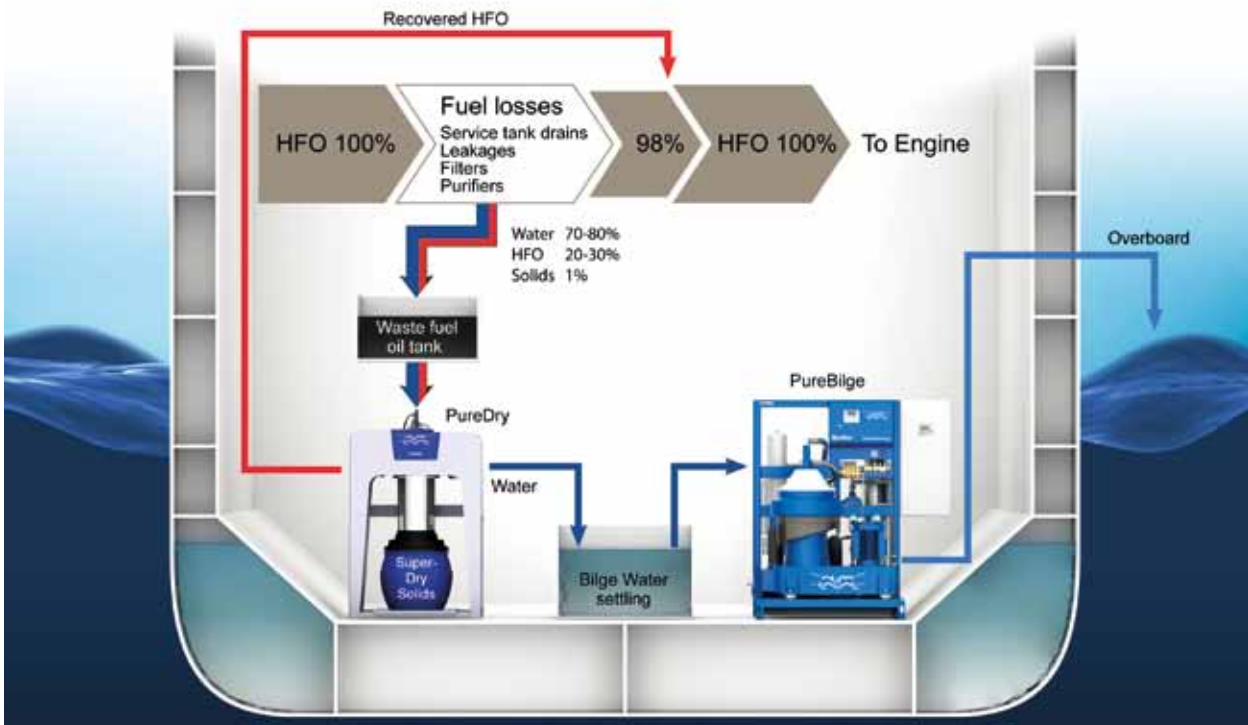 Recovered HFO
HFO 100%
Fuel losses
Service tank drains
Leakages
Filters
Purifiers
98%
HFO 100%
To Engine
Water 70-80%
HFO 20-30%
Solids 1%
Overboard
Waste fuel
oil tank
PureDry
PureBilge
Water
Super-
Dry
Solids
Bilge Water
settling